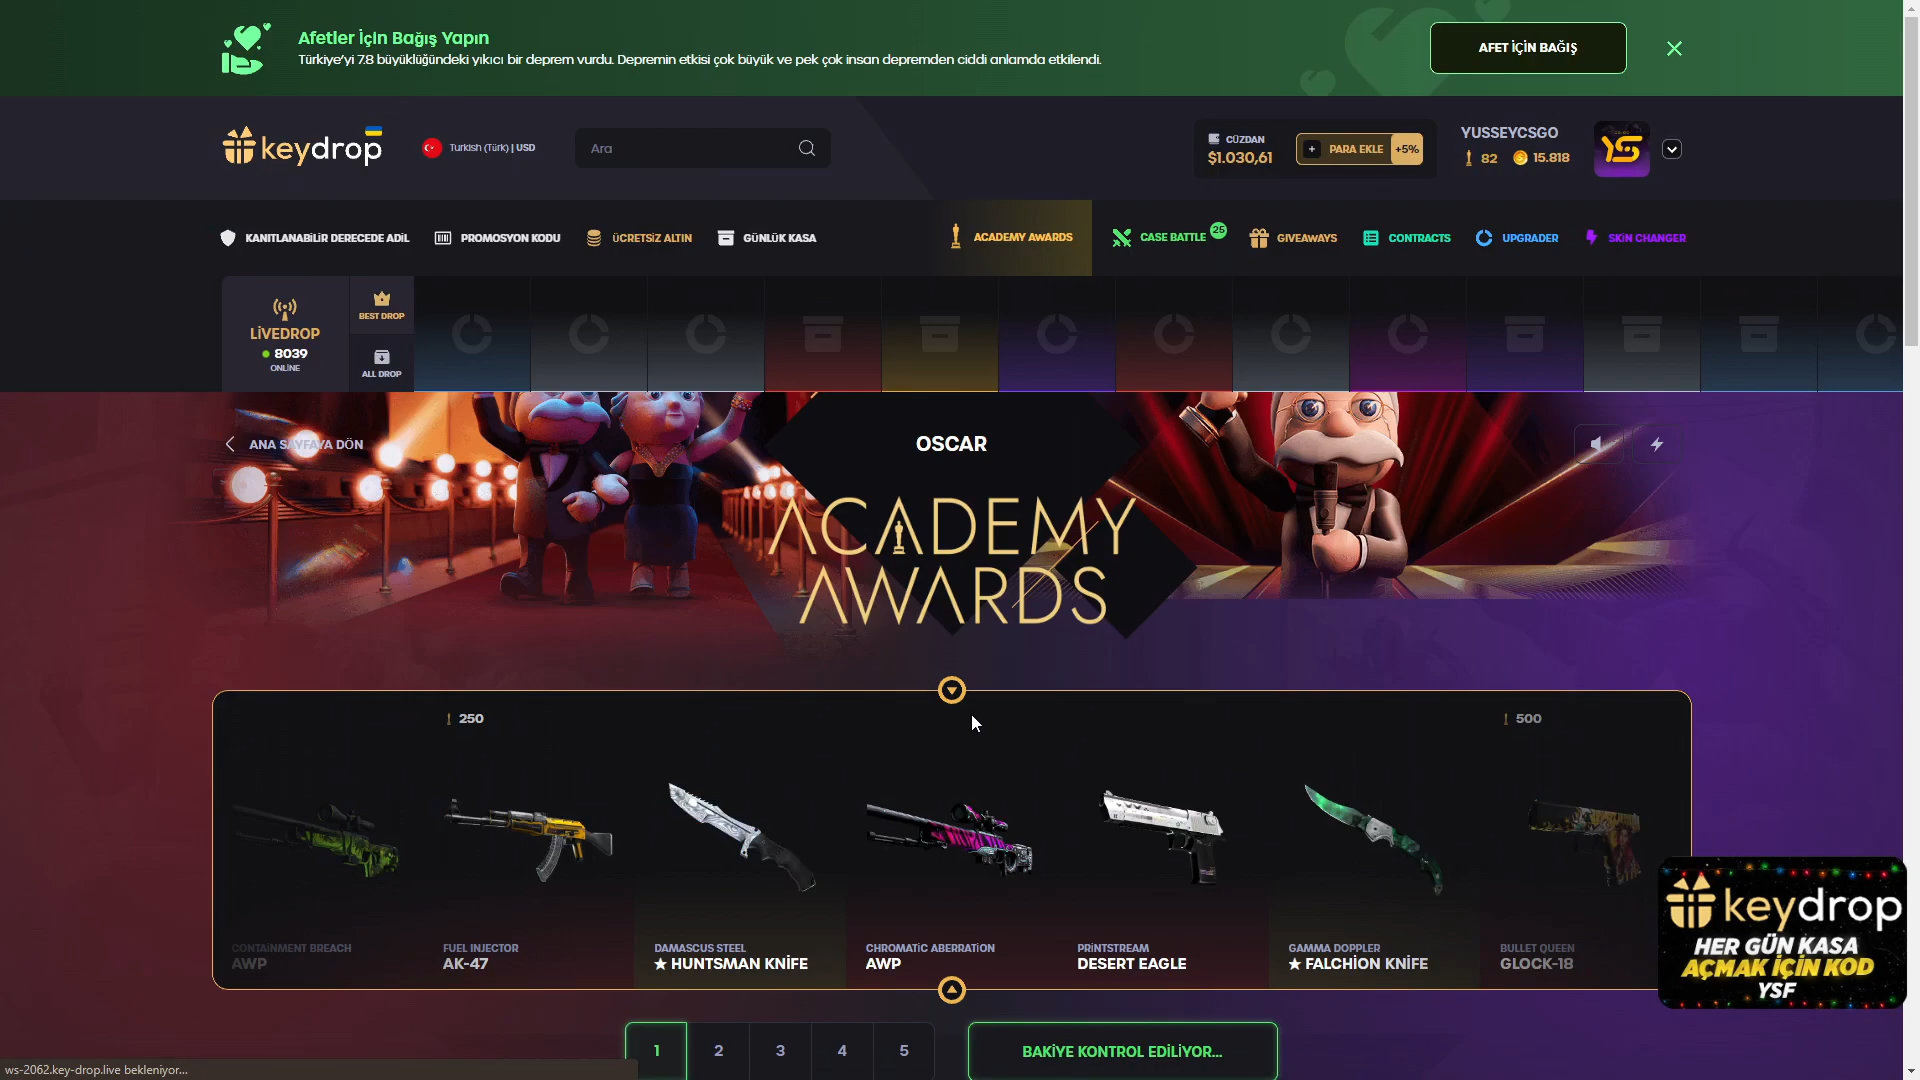 Afetler İçin Bağış Yapın
Türkiye'yi 7.8 büyüklüğündeki yıkıcı bir deprem vurdu. Depremin etkisi çok büyük ve pek çok insan depremden ciddi anlamda etkilendi.
AFET İÇİN BAĞIŞ
keydrop
Turkish (Türk) | USD
Ara
CÜZDAN
$1.030,61
+ PARA EKLE +5%
YUSSEYCSGO
82 15.818
YS
KANITLANABİLİR DERECEDE ADİL
PROMOSYON KODU
ÜCRETSİZ ALTIN
GÜNLÜK KASA
ACADEMY AWARDS
CASE BATTLE 25
GIVEAWAYS
CONTRACTS
UPGRADER
SKİN CHANGER
LİVEDROP
8039
ONLİNE
BEST DROP
ALL DROP
ANA SAYFAYA DÖN
OSCAR
ACADEMY
AWARDS
250
500
CONTAİNMENT BREACH
AWP
FUEL INJECTOR
AK-47
DAMASCUS STEEL
★ HUNTSMAN KNİFE
CHROMATİC ABERRATİON
AWP
PRİNTSTREAM
DESERT EAGLE
GAMMA DOPPLER
★ FALCHİON KNİFE
BULLET QUEEN
GLOCK-18
keydrop
HER GÜN KASA
AÇMAK İÇİN KOD
YSF
1 2 3 4 5
BAKİYE KONTROL EDİLİYOR...
ws-2062.key-drop.live bekleniyor...